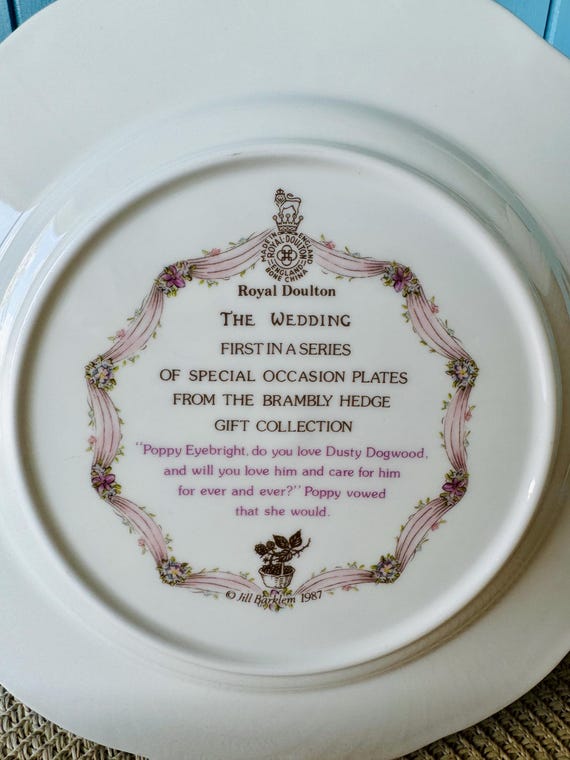 MADE IN ENGLAND
ROYAL DOULTON
ENGLAND
BONE CHINA
Royal Doulton
THE WEDDING
FIRST IN A SERIES
OF SPECIAL OCCASION PLATES
FROM THE BRAMBLY HEDGE
GIFT COLLECTION
"Poppy Eyebright, do you love Dusty Dogwood,
and will you love him and care for him
for ever and ever?" Poppy vowed
that she would.
© Jill Barklem 1987